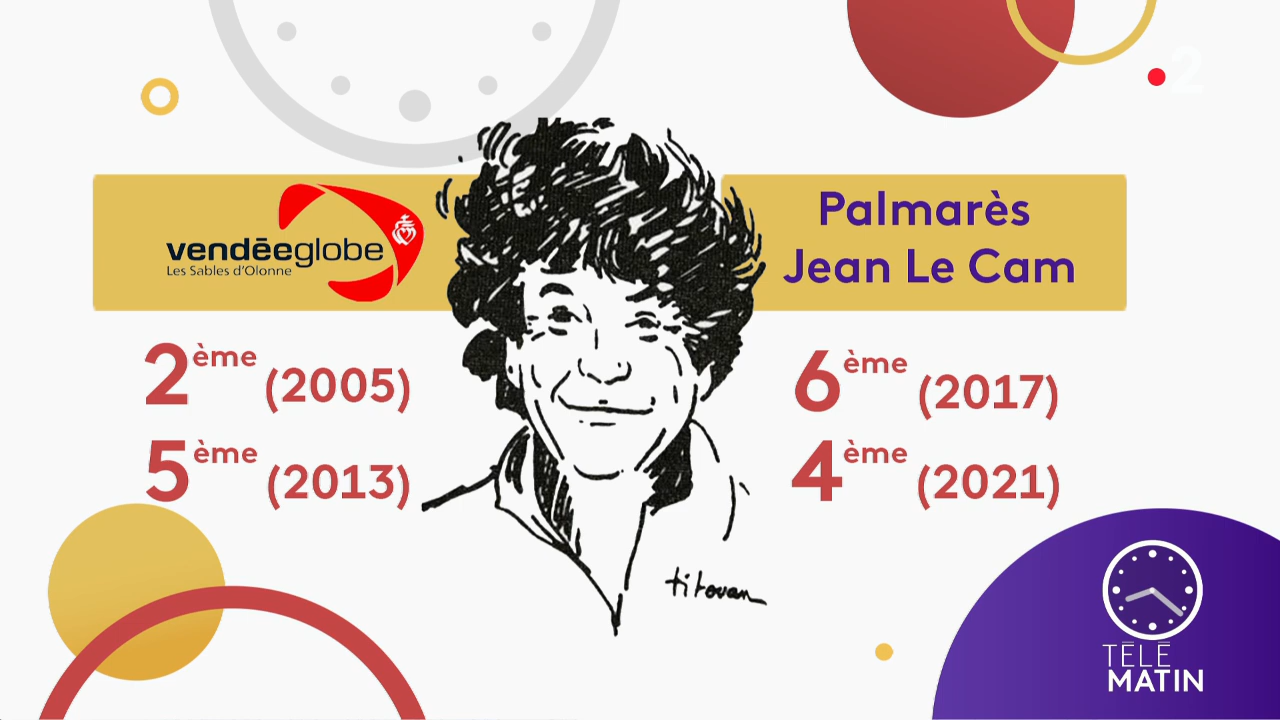 2
vendéeglobe
Les Sables d'Olonne
Palmarès
Jean Le Cam
2ème (2005)
5ème (2013)
6ème (2017)
4ème (2021)
titouan
TÉLÉ
MATIN